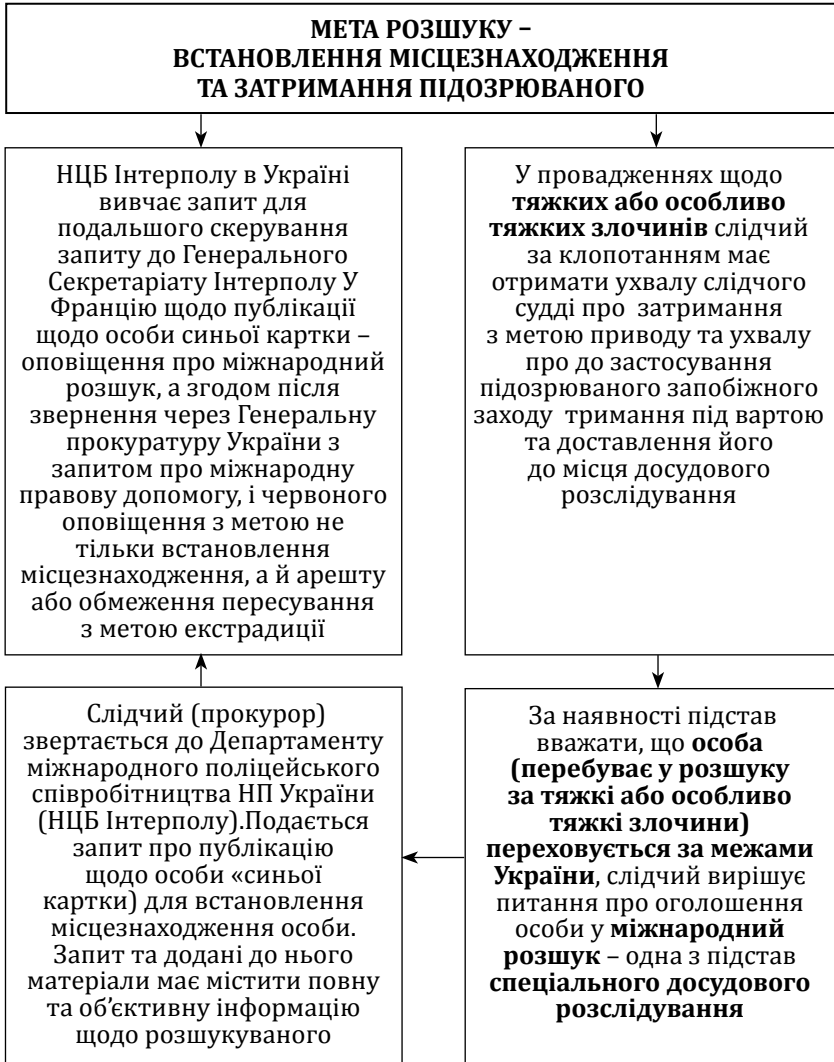 МЕТА РОЗШУКУ –
ВСТАНОВЛЕННЯ МІСЦЕЗНАХОДЖЕННЯ
ТА ЗАТРИМАННЯ ПІДОЗРЮВАНОГО
НЦБ Інтерполу в Україні
вивчає запит для
подальшого скерування
запиту до Генерального
Секретаріату Інтерполу У
Францію щодо публікації
щодо особи синьої картки –
оповіщення про міжнародний
розшук, а згодом після
звернення через Генеральну
прокуратуру України з
запитом про міжнародну
правову допомогу, і червоного
оповіщення з метою не
тільки встановлення
місцезнаходження, а й арешту
або обмеження пересування
з метою екстрадиції
У провадженнях щодо
тяжких або особливо
тяжких злочинів слідчий
за клопотанням має
отримати ухвалу слідчого
судді про затримання
з метою приводу та ухвалу
про до застосування
підозрюваного запобіжного
заходу тримання під вартою
та доставлення його
до місця досудового
розслідування
Слідчий (прокурор)
звертається до Департаменту
міжнародного поліцейського
співробітництва НП України
(НЦБ Інтерполу).Подається
запит про публікацію
щодо особи «синьої
картки) для встановлення
місцезнаходження особи.
Запит та додані до нього
матеріали має містити повну
та об’єктивну інформацію
щодо розшукуваного
За наявності підстав
вважати, що особа
(перебуває у розшуку
за тяжкі або особливо
тяжкі злочини)
переховується за межами
України, слідчий вирішує
питання про оголошення
особи у міжнародний
розшук – одна з підстав
спеціального досудового
розслідування